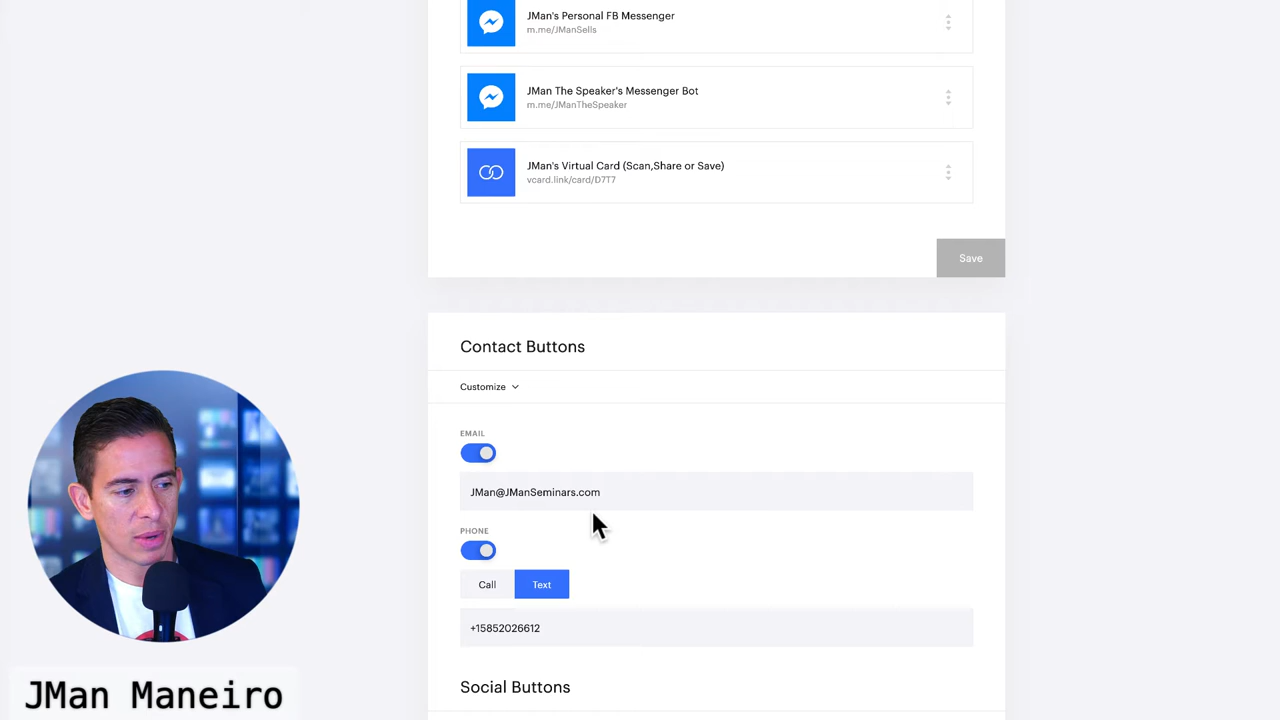 JMan's Personal FB Messenger
m.me/JManSells
JMan The Speaker's Messenger Bot
m.me/JManTheSpeaker
JMan's Virtual Card (Scan,Share or Save)
vcard.link/card/D7T7
Save
Contact Buttons
Customize
EMAIL
JMan@JManSeminars.com
PHONE
Call Text
+15852026612
Social Buttons
JMan Maneiro